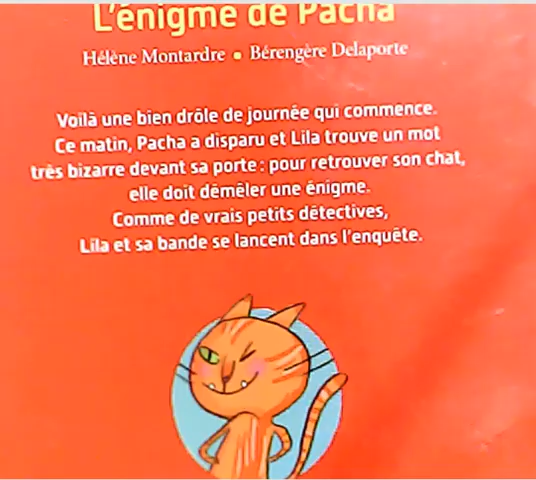 L'énigme de Pacha
Hélène Montardre • Bérengère Delaporte
Voilà une bien drôle de journée qui commence.
Ce matin, Pacha a disparu et Lila trouve un mot
très bizarre devant sa porte : pour retrouver son chat,
elle doit démêler une énigme.
Comme de vrais petits détectives,
Lila et sa bande se lancent dans l'enquête.